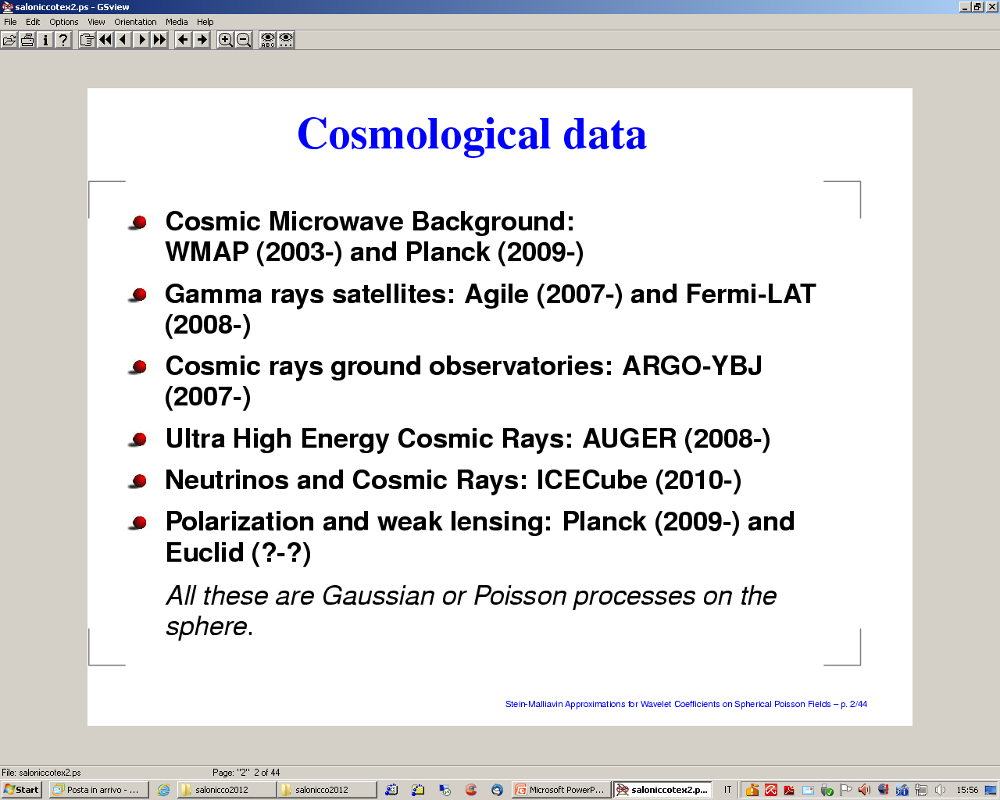 saloniccotex2.ps - GSview
File Edit Options View Orientation Media Help
Cosmological data
Cosmic Microwave Background:
WMAP (2003-) and Planck (2009-)
Gamma rays satellites: Agile (2007-) and Fermi-LAT
(2008-)
Cosmic rays ground observatories: ARGO-YBJ
(2007-)
Ultra High Energy Cosmic Rays: AUGER (2008-)
Neutrinos and Cosmic Rays: ICECube (2010-)
Polarization and weak lensing: Planck (2009-) and
Euclid (?-?)
All these are Gaussian or Poisson processes on the
sphere.
Stein-Malliavin Approximations for Wavelet Coefficients on Spherical Poisson Fields – p. 2/44
File: saloniccotex2.ps Page: "2" 2 of 44
Start Posta in arrivo - ... salonicco2012 salonicco2012 Microsoft PowerP... saloniccotex2.p... IT 15:56